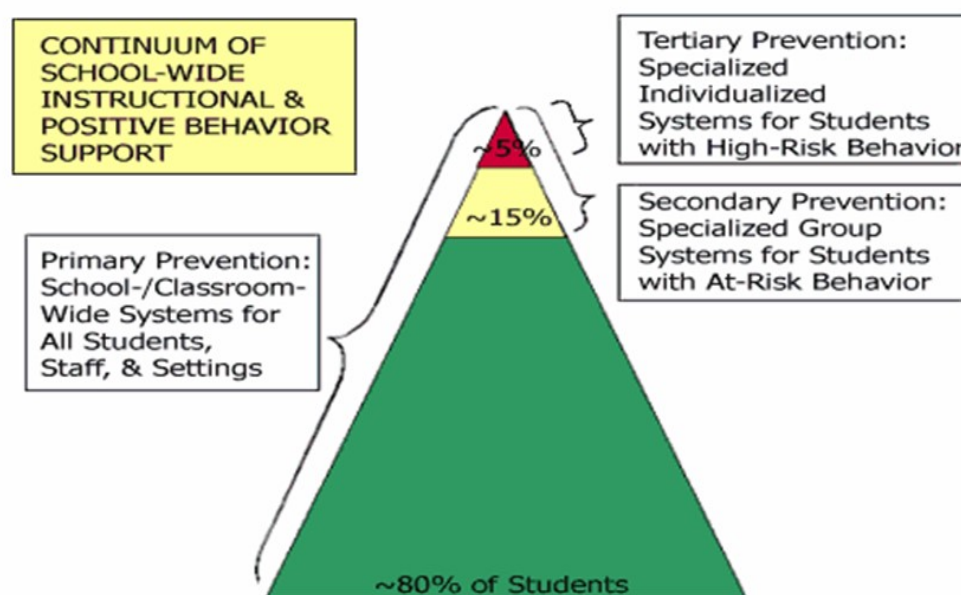 CONTINUUM OF
SCHOOL-WIDE
INSTRUCTIONAL &
POSITIVE BEHAVIOR
SUPPORT
Primary Prevention:
School-/Classroom-
Wide Systems for
All Students,
Staff, & Settings
~5%
~15%
~80% of Students
Tertiary Prevention:
Specialized
Individualized
Systems for Students
with High-Risk Behavior
Secondary Prevention:
Specialized Group
Systems for Students
with At-Risk Behavior